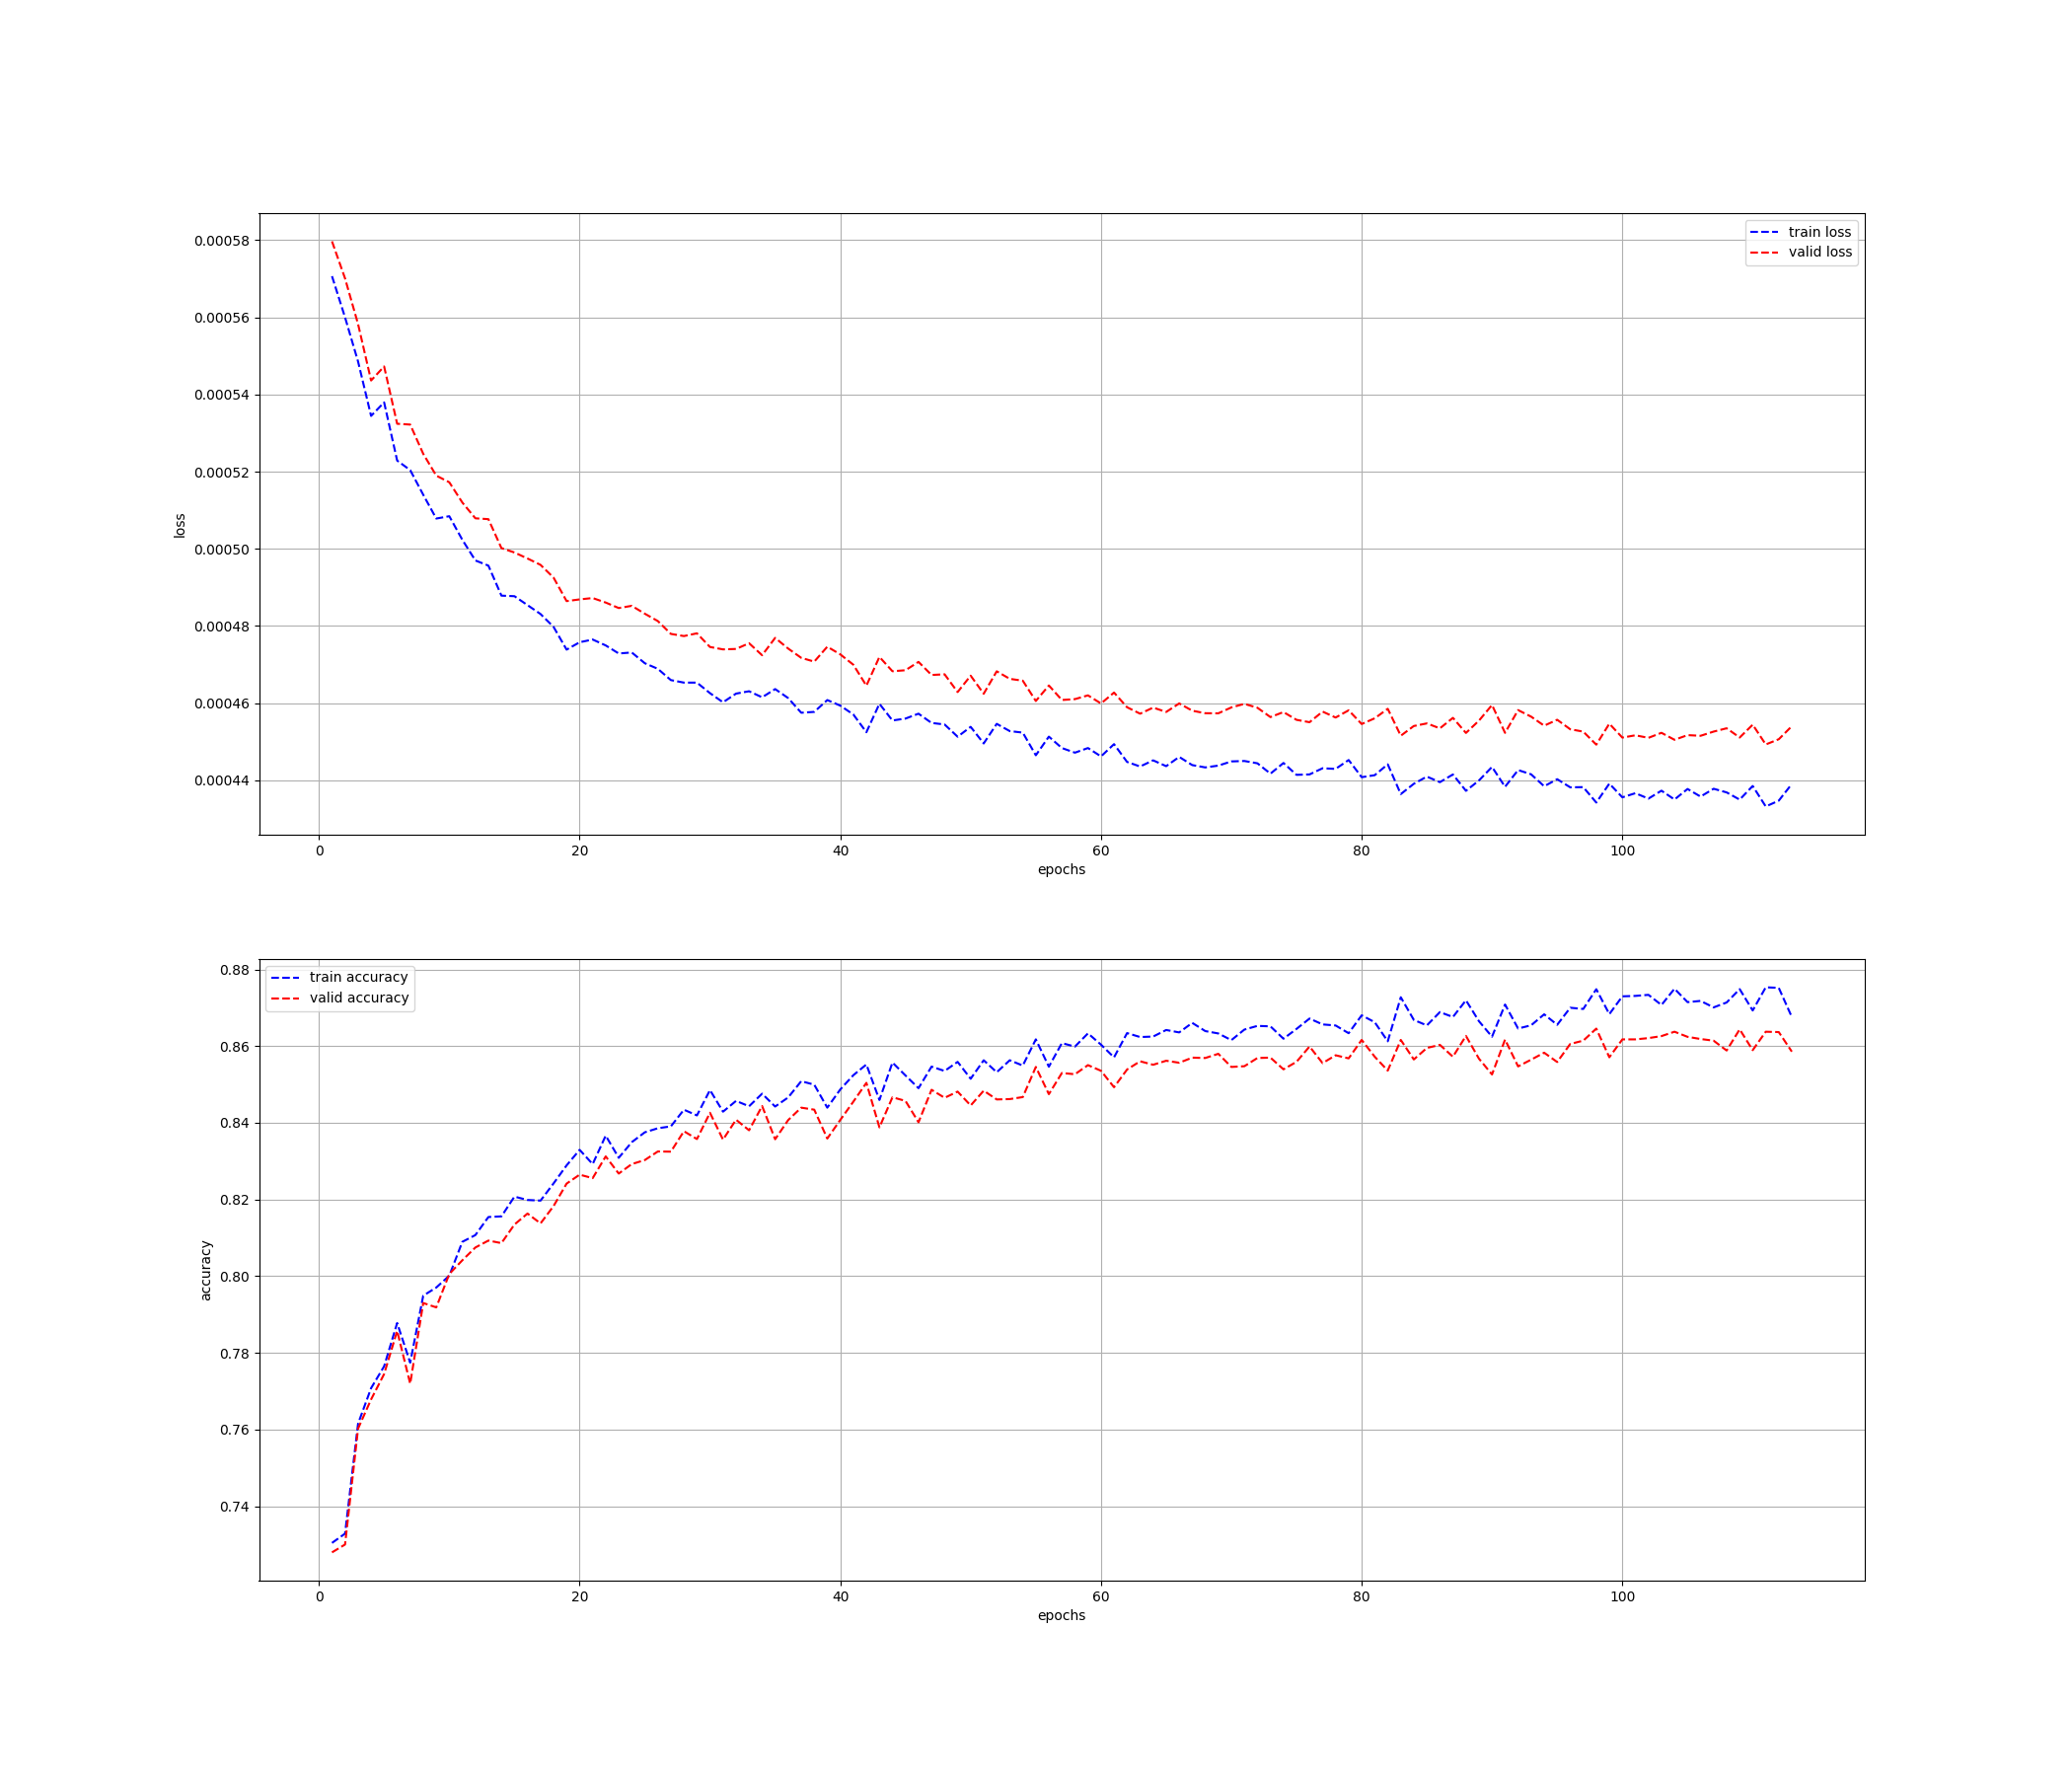 0.00058
0.00056
0.00054
0.00052
0.00050
0.00048
0.00046
0.00044
loss
train loss
valid loss
0 20 40 60 80 100
epochs
0.88
0.86
0.84
0.82
0.80
0.78
0.76
0.74
accuracy
train accuracy
valid accuracy
0 20 40 60 80 100
epochs